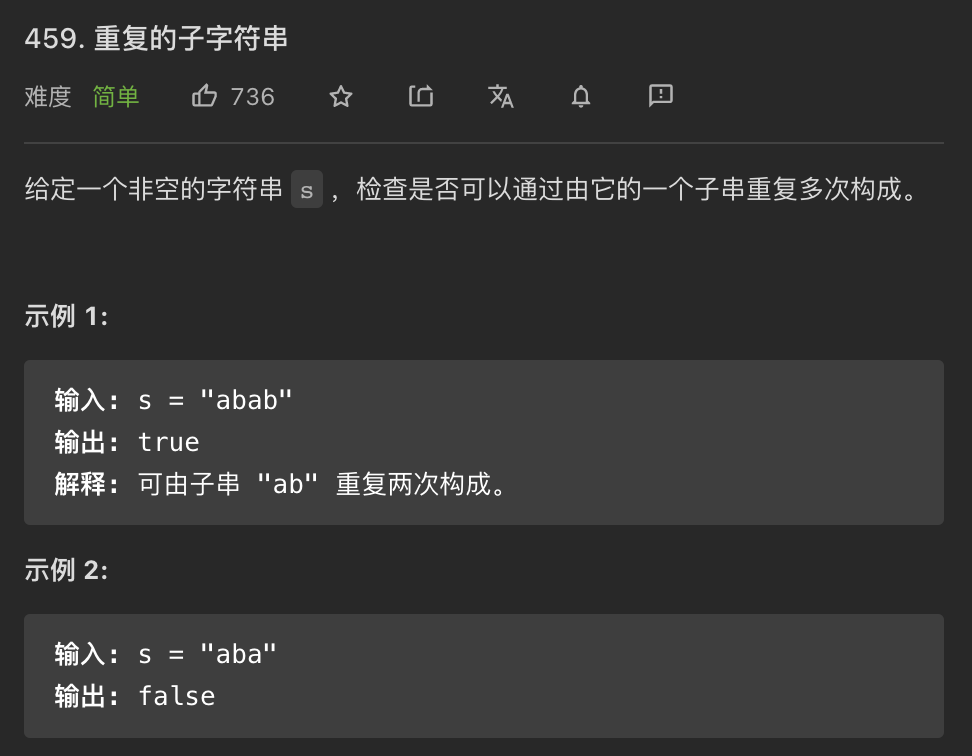 459. 重复的子字符串
难度 简单 736
给定一个非空的字符串 s ，检查是否可以通过由它的一个子串重复多次构成。
示例 1:
输入: s = "abab"
输出: true
解释: 可由子串 "ab" 重复两次构成。
示例 2:
输入: s = "aba"
输出: false